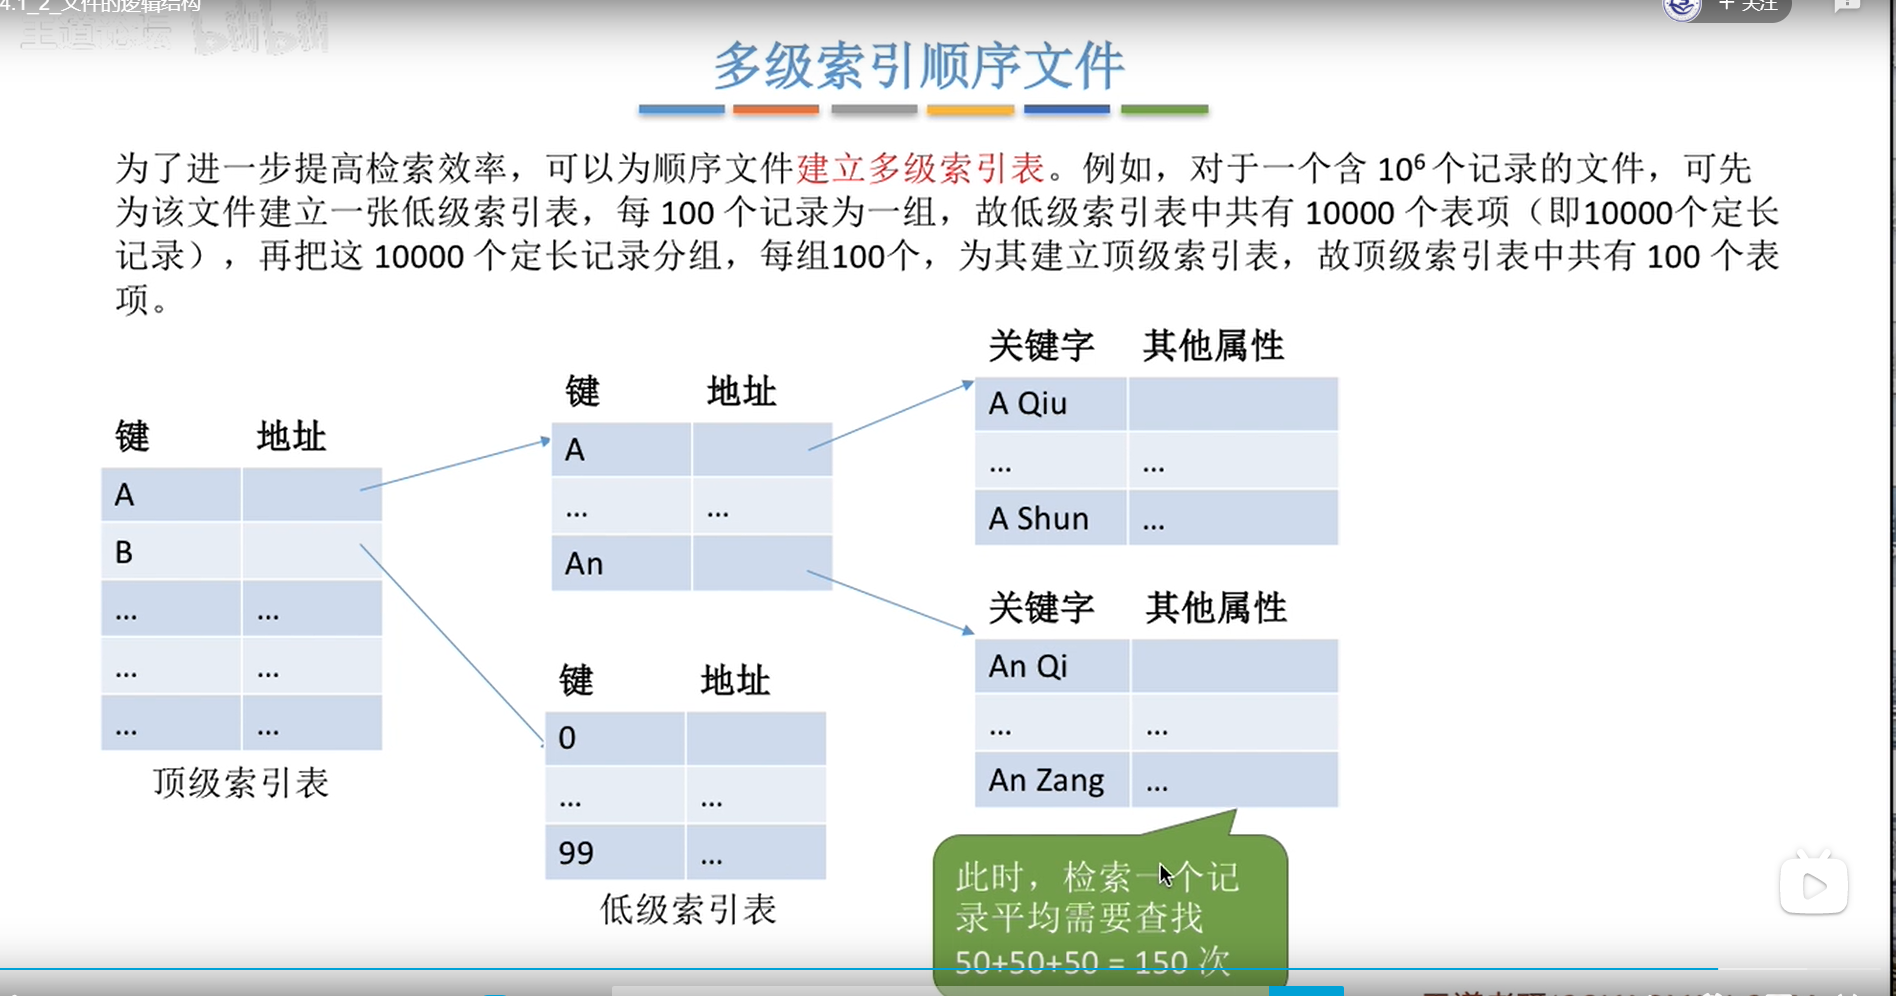 4.1_2_文件的逻辑结构
关注
王道论坛 bilibili
多级索引顺序文件
为了进一步提高检索效率，可以为顺序文件建立多级索引表。例如，对于一个含 10⁶ 个记录的文件，可先
为该文件建立一张低级索引表，每 100 个记录为一组，故低级索引表中共有 10000 个表项（即10000个定长
记录），再把这 10000 个定长记录分组，每组100个，为其建立顶级索引表，故顶级索引表中共有 100 个表
项。
键 地址
A
B
... ...
... ...
... ...
顶级索引表
键 地址
A
... ...
An
键 地址
0
... ...
99 ...
低级索引表
关键字 其他属性
A Qiu
... ...
A Shun ...
关键字 其他属性
An Qi
... ...
An Zang ...
此时，检索一个记
录平均需要查找
50+50+50 = 150 次